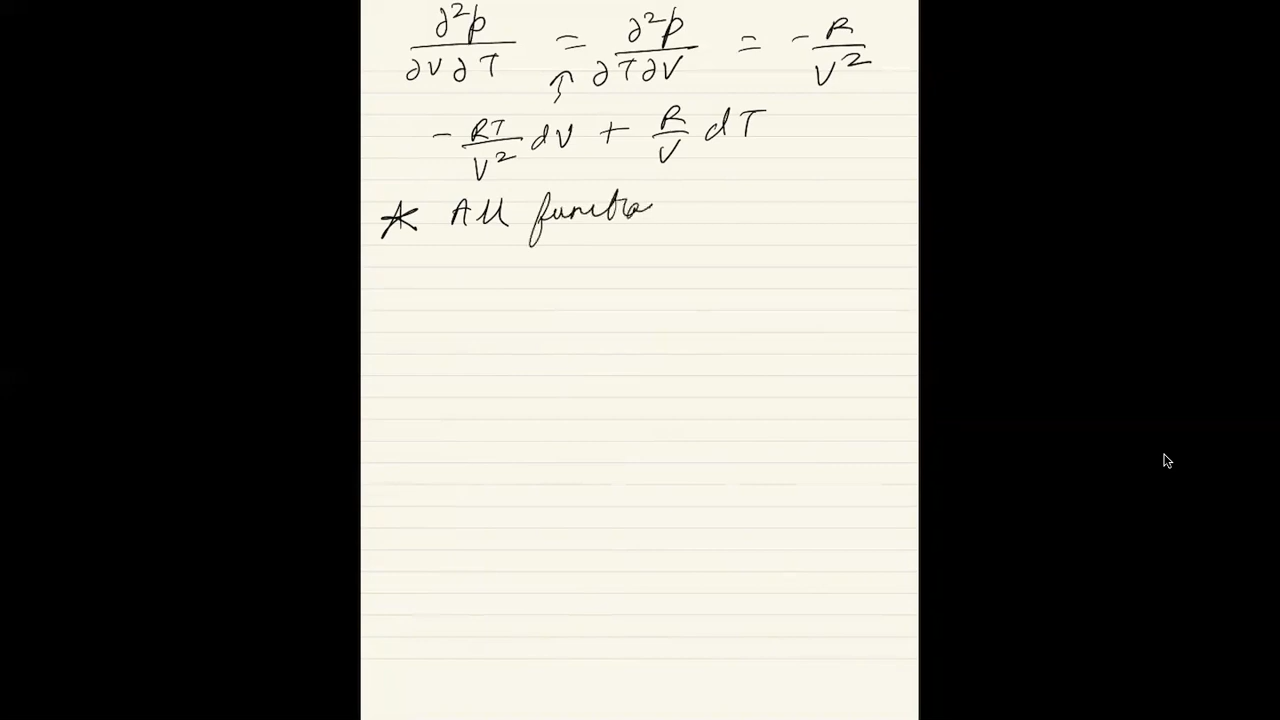 ∂²p/∂V∂T = ∂²p/∂T∂V = -R/V²
↑
-RT/V² dV + R/V dT
★ All functio